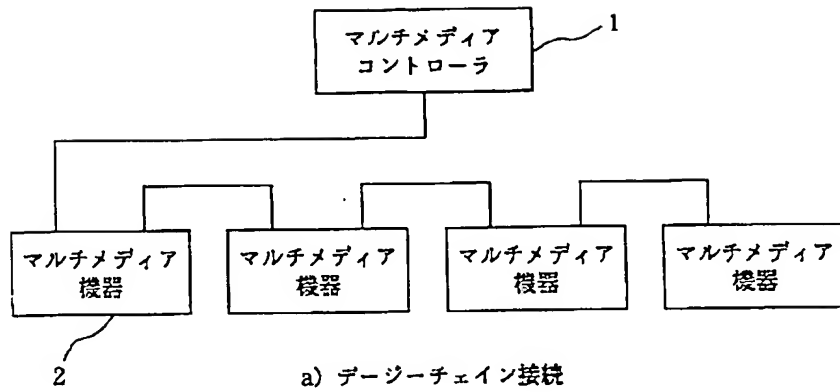 マルチメディア
コントローラ
1
マルチメディア
機器
マルチメディア
機器
マルチメディア
機器
マルチメディア
機器
2
a) デージーチェイン接続